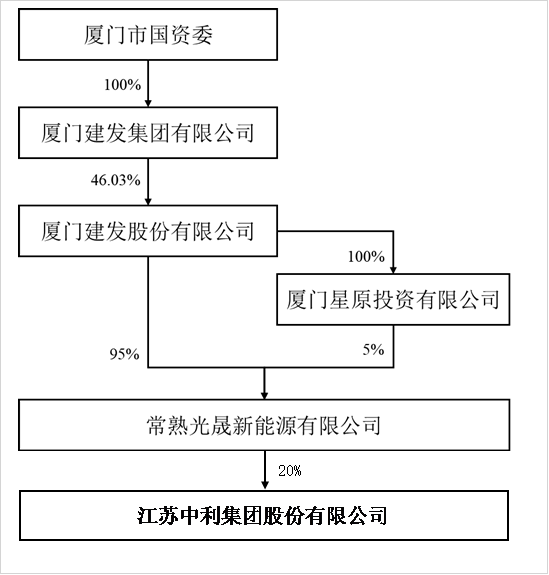 厦门市国资委
100%
厦门建发集团有限公司
46.03%
厦门建发股份有限公司
100%
厦门星原投资有限公司
95%
5%
常熟光晟新能源有限公司
20%
江苏中利集团股份有限公司